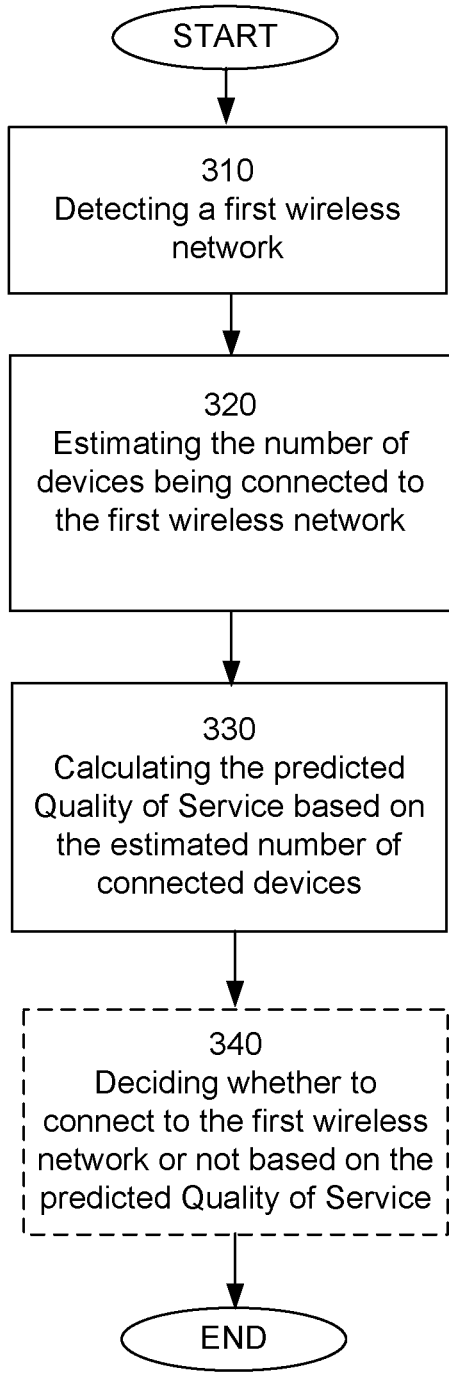 START
310
Detecting a first wireless
network
320
Estimating the number of
devices being connected to
the first wireless network
330
Calculating the predicted
Quality of Service based on
the estimated number of
connected devices
340
Deciding whether to
connect to the first wireless
network or not based on the
predicted Quality of Service
END